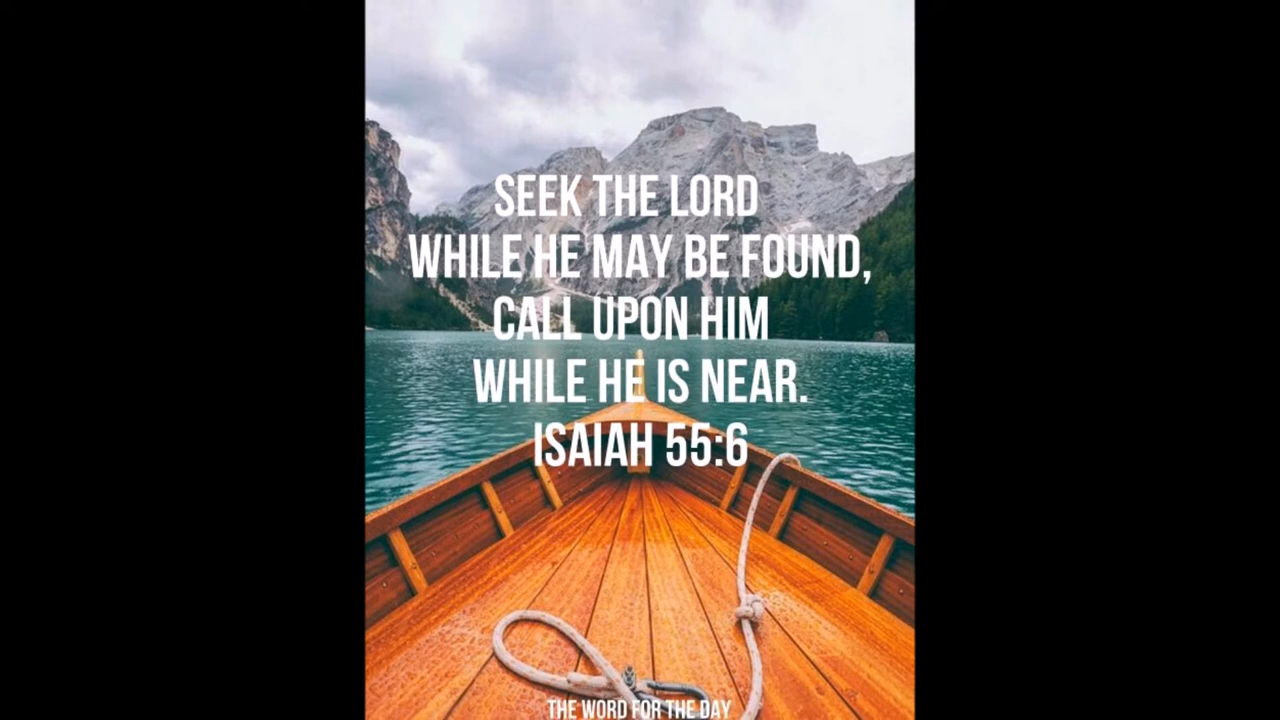 SEEK THE LORD
WHILE HE MAY BE FOUND,
CALL UPON HIM
WHILE HE IS NEAR.
ISAIAH 55:6
THE WORD FOR THE DAY